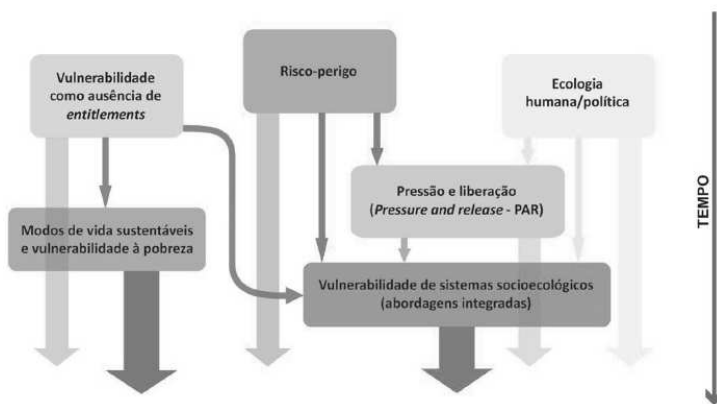 Vulnerabilidade
como ausência de
entitlements
Risco-perigo
Ecologia
humana/política
Pressão e liberação
(Pressure and release - PAR)
Modos de vida sustentáveis
e vulnerabilidade à pobreza
Vulnerabilidade de sistemas socioecológicos
(abordagens integradas)
TEMPO